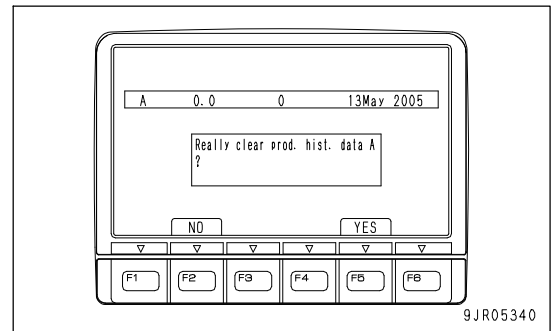 A 0.0 0 13May 2005
Really clear prod. hist. data A
?
NO YES
F1 F2 F3 F4 F5 F6
9JR05340